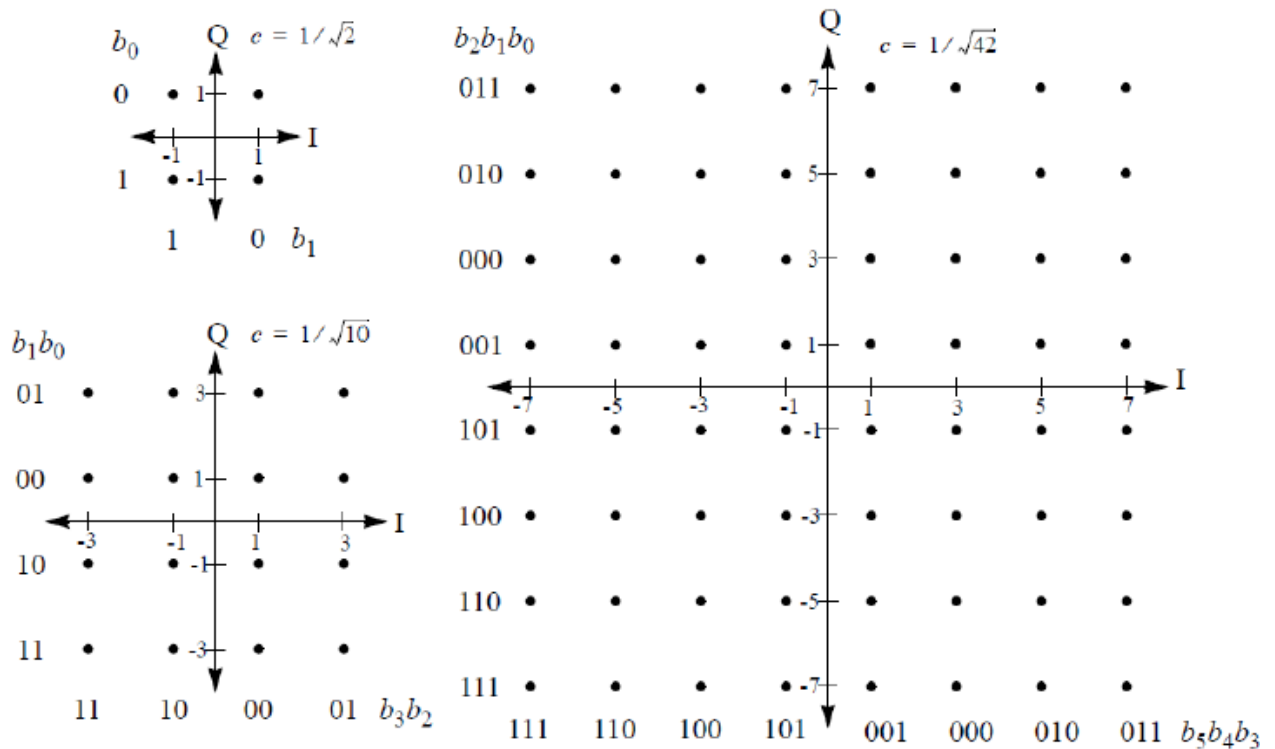 b₀ Q c = 1/√2
0 1
I
-1 1
1 -1
1 0 b₁
b₁b₀ Q c = 1/√10
01 3
00 1
I
-3 -1 1 3
10 -1
11 -3
11 10 00 01 b₃b₂
b₂b₁b₀ Q c = 1/√42
011 7
010 5
000 3
001 1
I
-7 -5 -3 -1 1 3 5 7
101 -1
100 -3
110 -5
111 -7
111 110 100 101 001 000 010 011 b₅b₄b₃